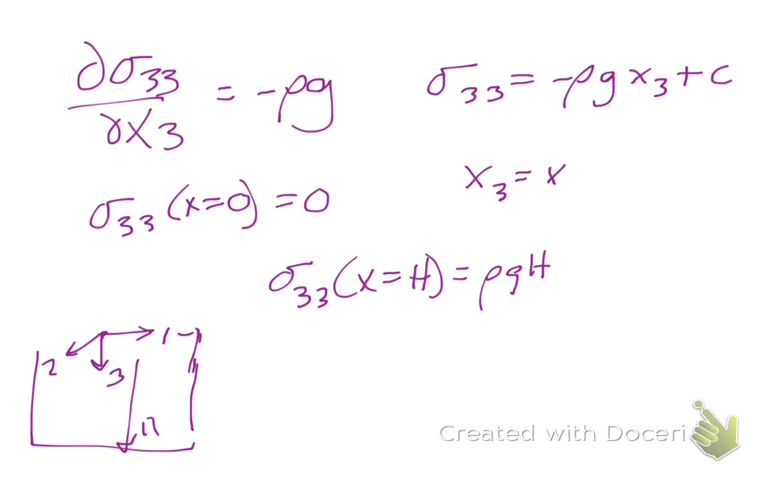 ∂σ₃₃/∂x₃ = -ρg
σ₃₃ = -ρg x₃ + c
σ₃₃ (x=0) = 0
x₃ = x
σ₃₃ (x=H) = ρgH
1
2
3
H
Created with Doceri